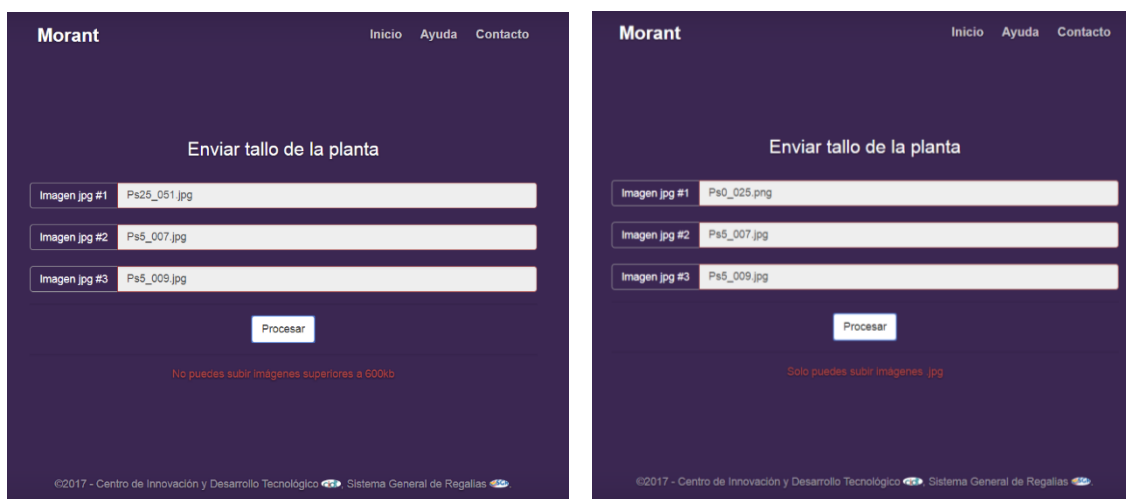 Morant Inicio Ayuda Contacto
Enviar tallo de la planta
Imagen jpg #1 Ps25_051.jpg
Imagen jpg #2 Ps5_007.jpg
Imagen jpg #3 Ps5_009.jpg
Procesar
No puedes subir imágenes superiores a 600kb
©2017 - Centro de Innovación y Desarrollo Tecnológico , Sistema General de Regalias .
Morant Inicio Ayuda Contacto
Enviar tallo de la planta
Imagen jpg #1 Ps0_025.png
Imagen jpg #2 Ps5_007.jpg
Imagen jpg #3 Ps5_009.jpg
Procesar
Solo puedes subir imagenes .jpg
©2017 - Centro de Innovación y Desarrollo Tecnológico , Sistema General de Regalias .